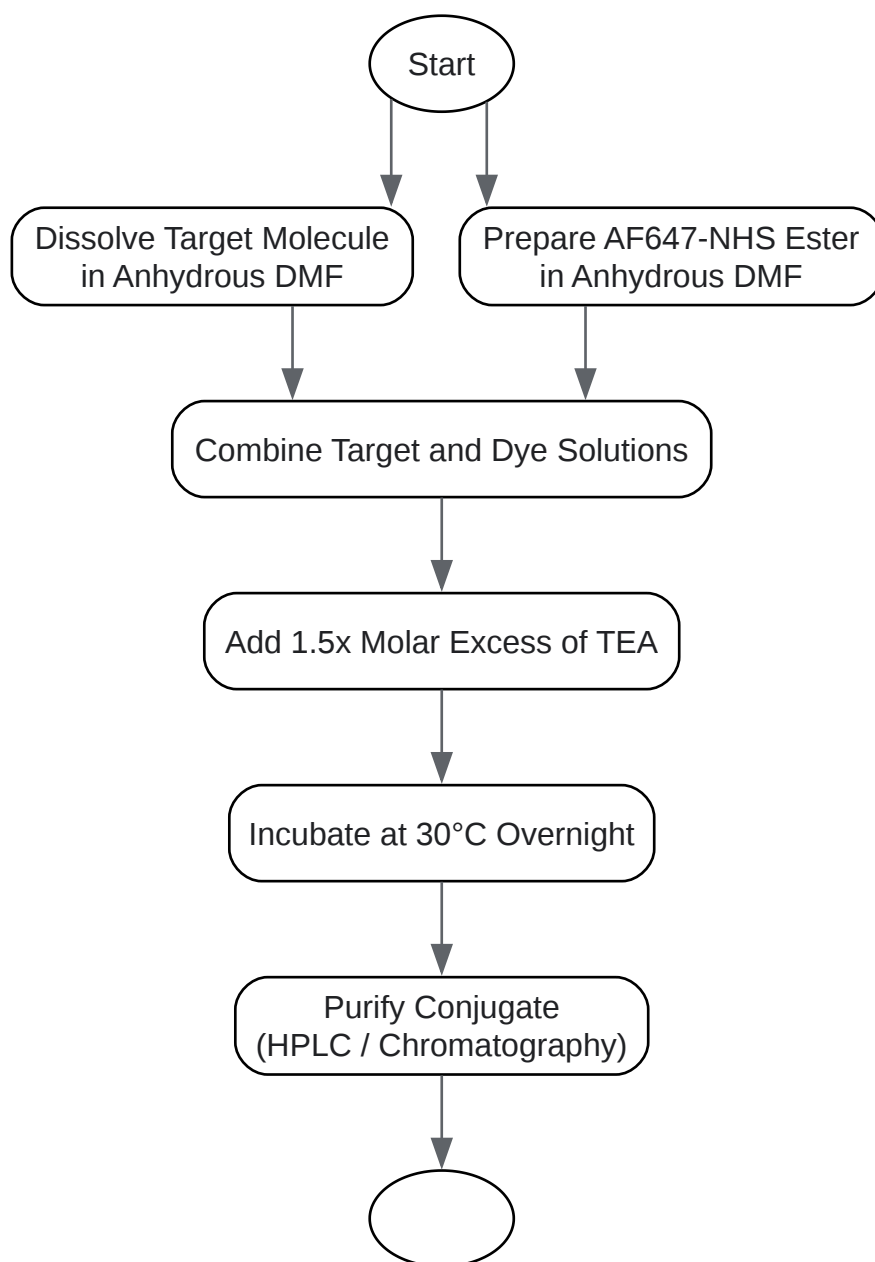 Start
Dissolve Target Molecule
in Anhydrous DMF
Prepare AF647-NHS Ester
in Anhydrous DMF
Combine Target and Dye Solutions
Add 1.5x Molar Excess of TEA
Incubate at 30°C Overnight
Purify Conjugate
(HPLC / Chromatography)